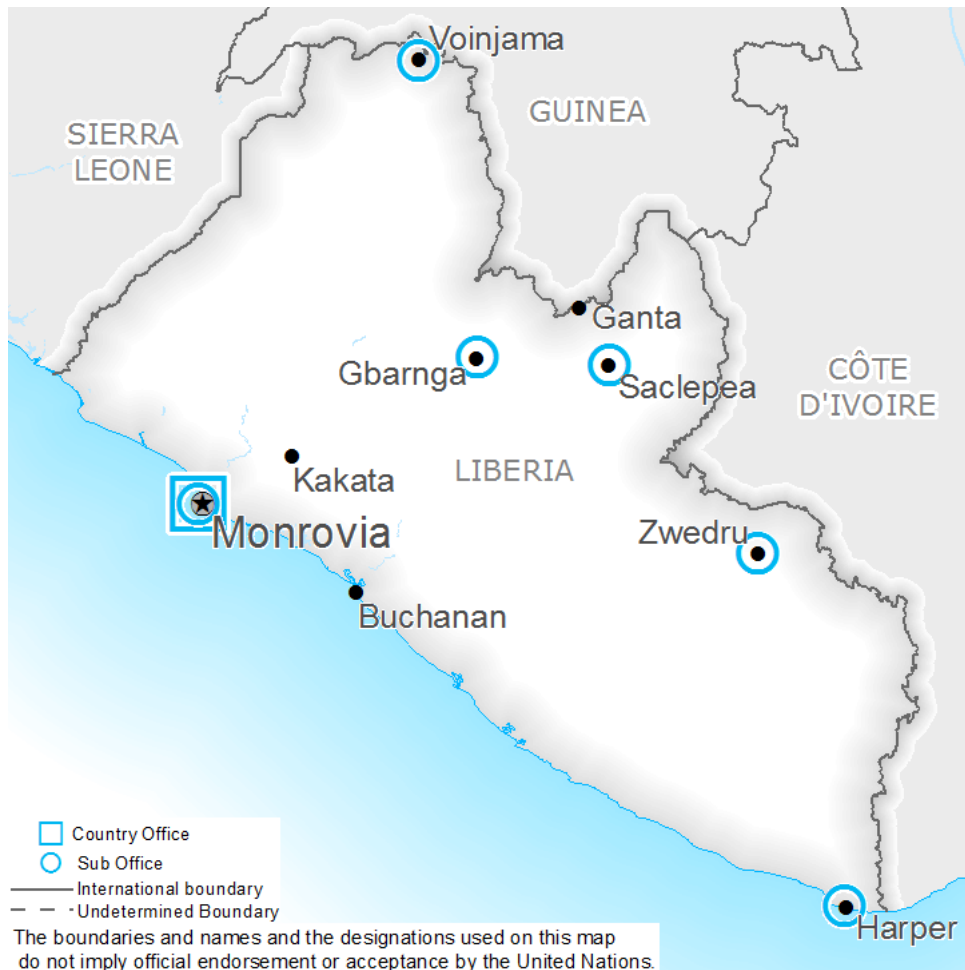 Voinjama
GUINEA
SIERRA
LEONE
Ganta
Gbarnga
Saclepea
CÔTE
D'IVOIRE
Kakata
LIBERIA
Monrovia
Zwedru
Buchanan
Country Office
Sub Office
International boundary
Undetermined Boundary
Harper
The boundaries and names and the designations used on this map
do not imply official endorsement or acceptance by the United Nations.